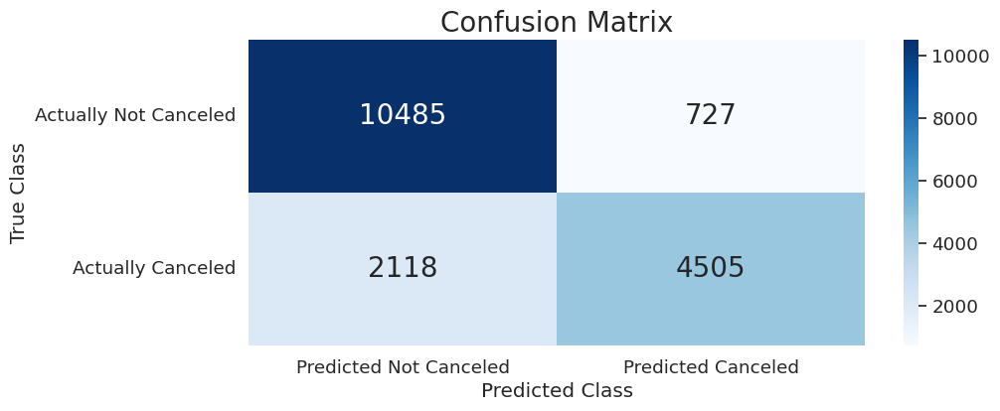 Confusion Matrix
True Class
Actually Not Canceled
10485
727
Actually Canceled
2118
4505
Predicted Not Canceled
Predicted Canceled
Predicted Class
10000
8000
6000
4000
2000